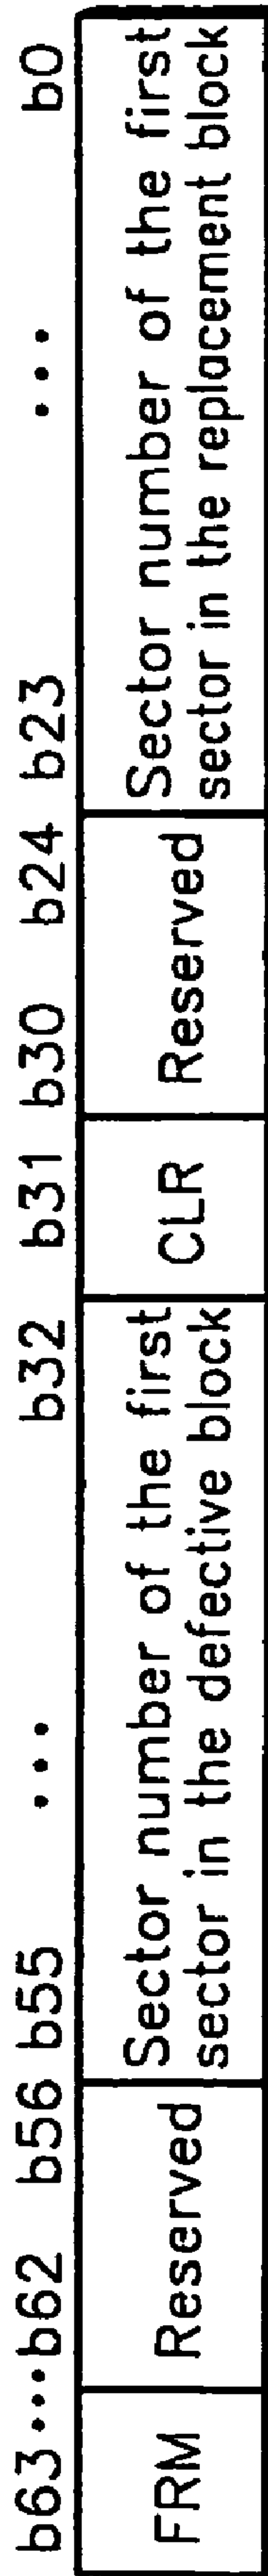 b63 ••• b62 b56 b55 ••• b32 b31 b30 b24 b23 ••• b0
FRM
Reserved
Sector number of the first
sector in the defective block
CLR
Reserved
Sector number of the first
sector in the replacement block